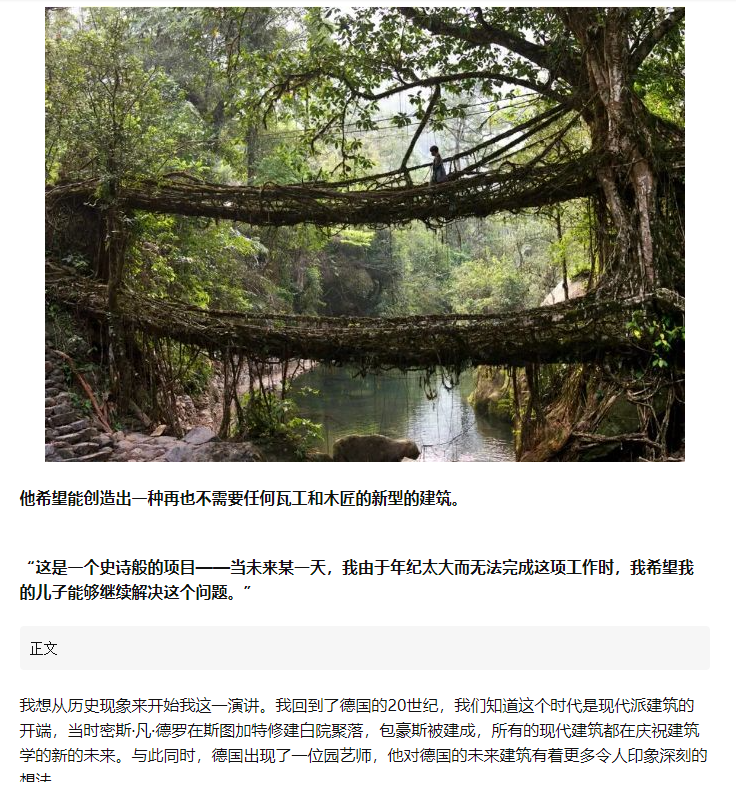 他希望能创造出一种再也不需要任何瓦工和木匠的新型的建筑。
“这是一个史诗般的项目——当未来某一天，我由于年纪太大而无法完成这项工作时，我希望我
的儿子能够继续解决这个问题。”
正文
我想从历史现象来开始我这一演讲。我回到了德国的20世纪，我们知道这个时代是现代派建筑的
开端，当时密斯·凡·德罗在斯图加特修建白院聚落，包豪斯被建成，所有的现代建筑都在庆祝建筑
学的新的未来。与此同时，德国出现了一位园艺师，他对德国的未来建筑有着更多令人印象深刻的
想法